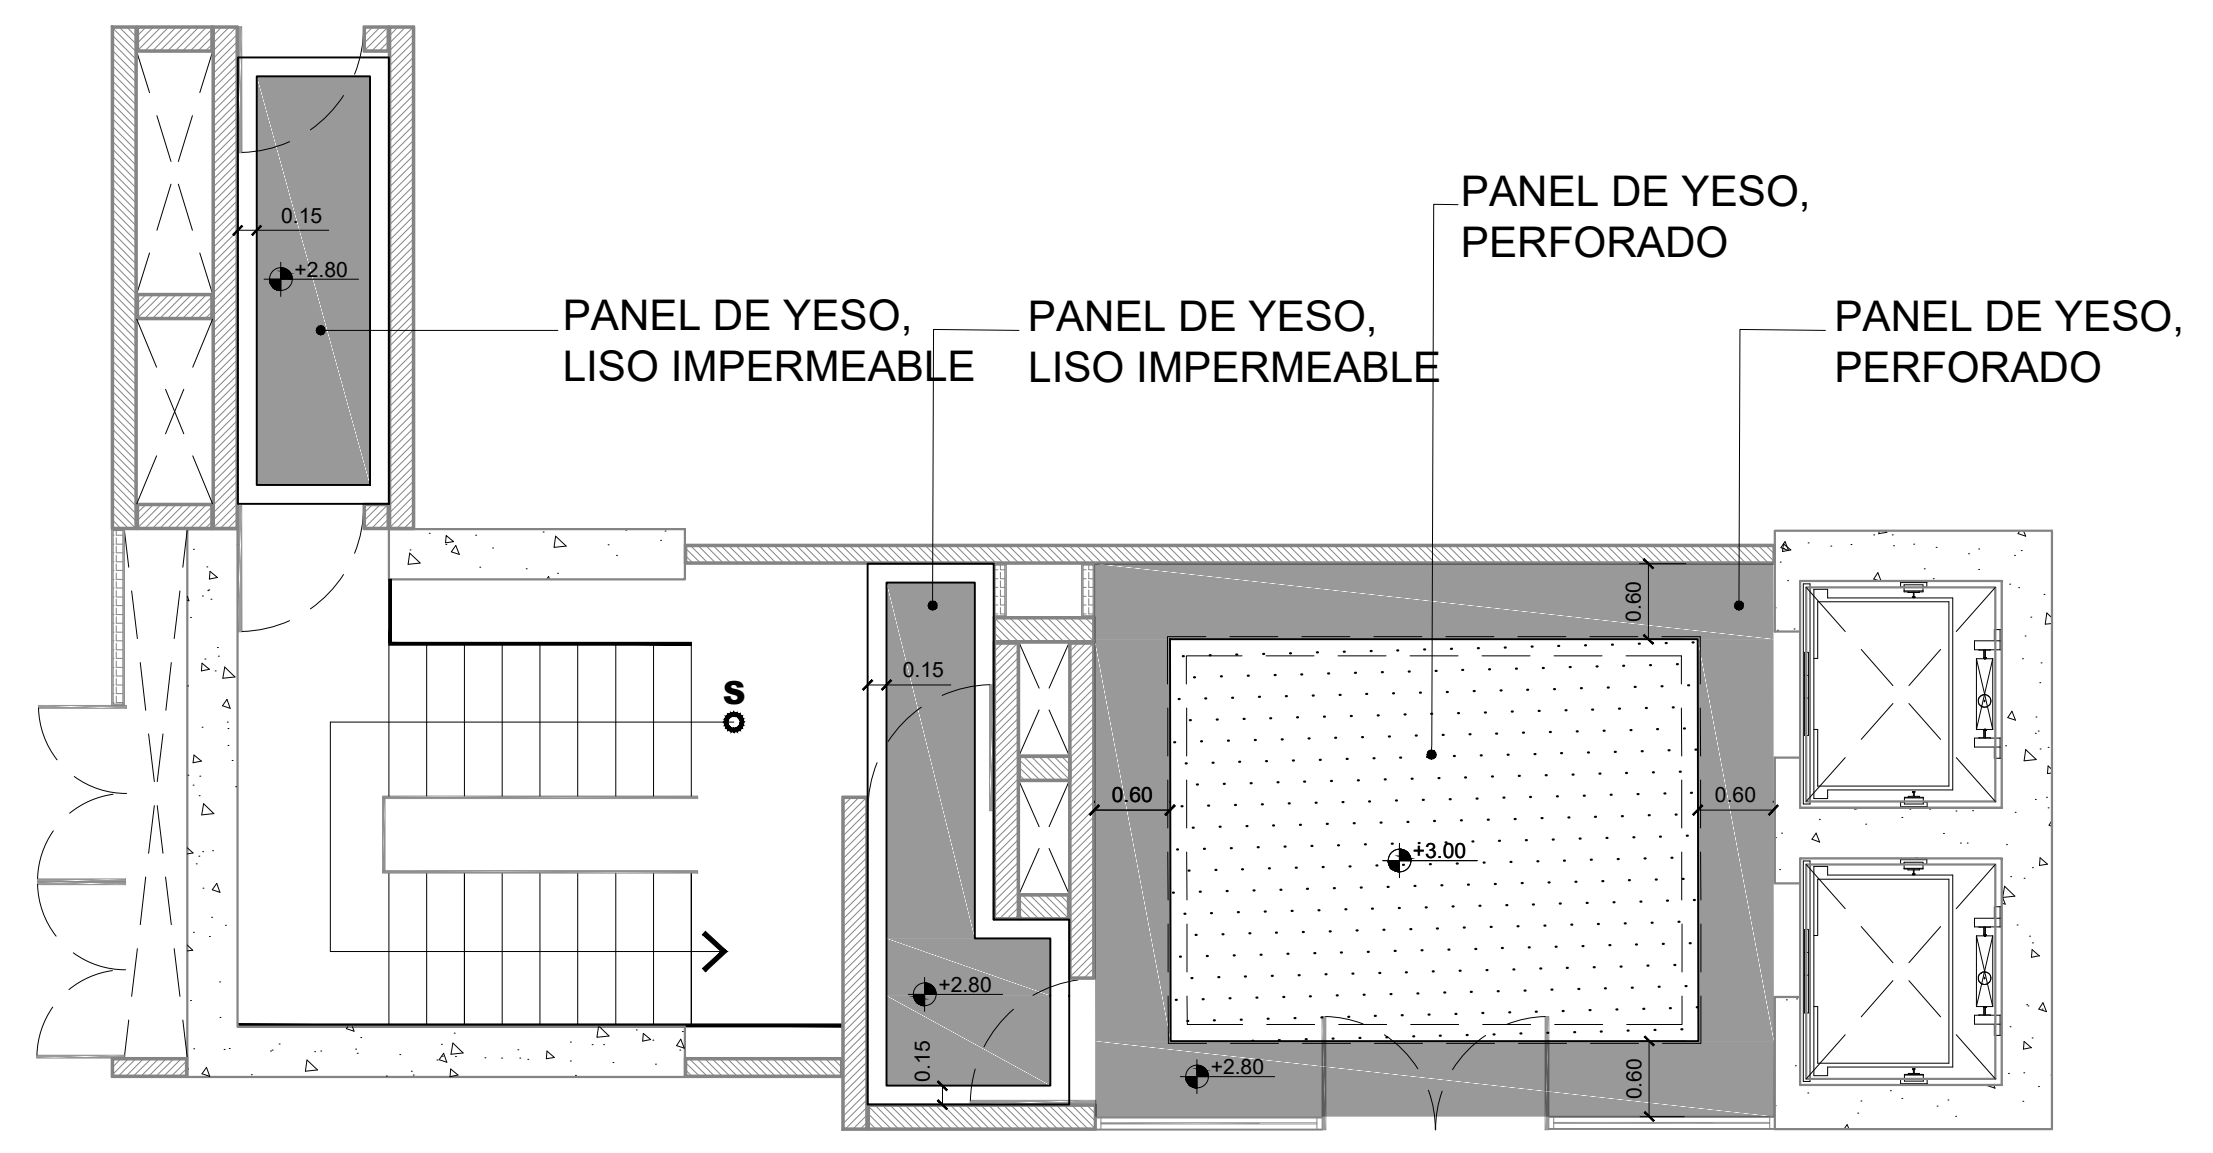 PANEL DE YESO,
PERFORADO
0.15
+2.80
PANEL DE YESO,
LISO IMPERMEABLE
PANEL DE YESO,
LISO IMPERMEABLE
PANEL DE YESO,
PERFORADO
0.60
0.15
S
0.60
0.60
+3.00
+2.80
0.15
+2.80
0.60